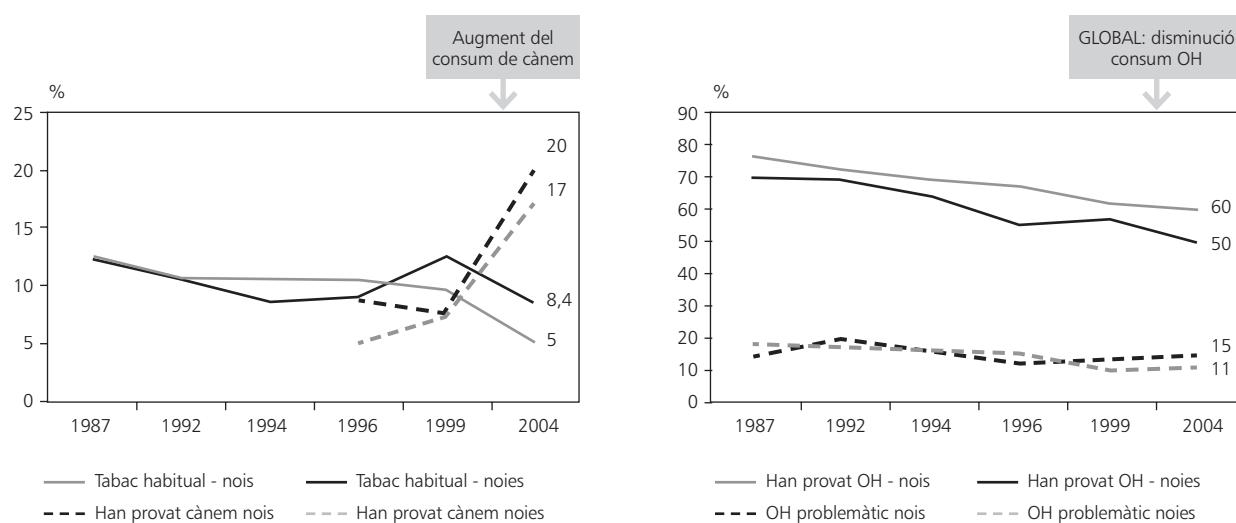 Augment del
consum de cànem
%
25
20
15
10
5
0
20
17
8,4
5
1987 1992 1994 1996 1999 2004
Tabac habitual - nois Tabac habitual - noies
Han provat cànem nois Han provat cànem noies
GLOBAL: disminució
consum OH
%
90
80
70
60
50
40
30
20
10
0
60
50
15
11
1987 1992 1994 1996 1999 2004
Han provat OH - nois Han provat OH - noies
OH problemàtic nois OH problemàtic noies